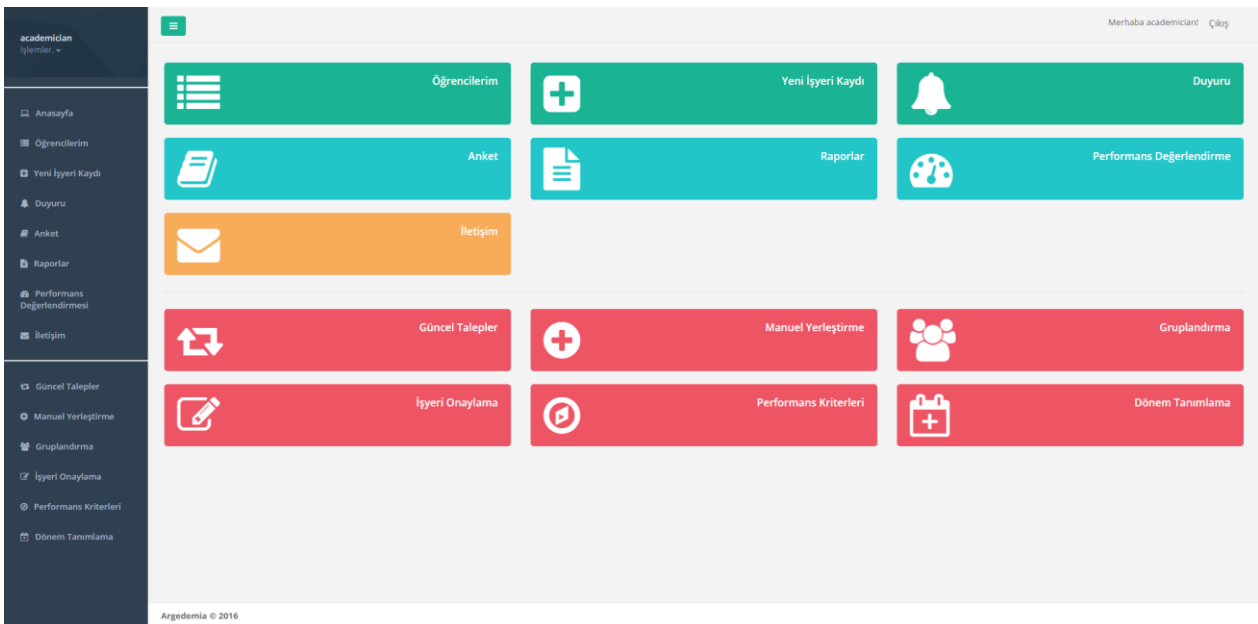 academician
İşlemler.
Anasayfa
Öğrencilerim
Yeni İşyeri Kaydı
Duyuru
Anket
Raporlar
Performans
Değerlendirmesi
İletişim
Güncel Talepler
Manuel Yerleştirme
Gruplandırma
İşyeri Onaylama
Performans Kriterleri
Dönem Tanımlama
Merhaba academician! Çıkış
Öğrencilerim
Yeni İşyeri Kaydı
Duyuru
Anket
Raporlar
Performans Değerlendirme
İletişim
Güncel Talepler
Manuel Yerleştirme
Gruplandırma
İşyeri Onaylama
Performans Kriterleri
Dönem Tanımlama
Argedemia © 2016